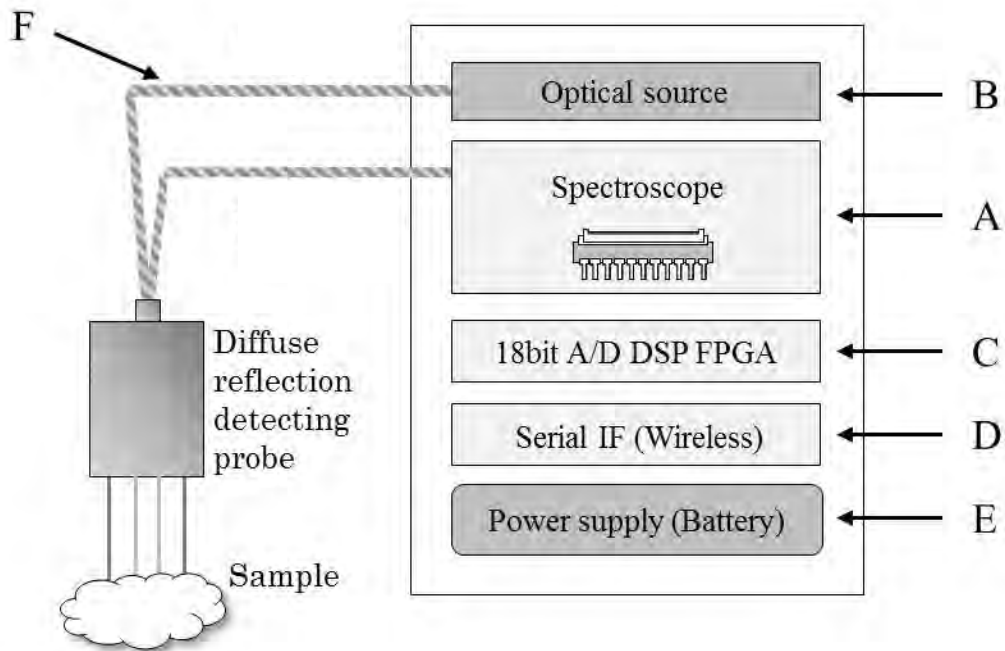 F
Optical source
B
Spectroscope
A
Diffuse
reflection
detecting
probe
18bit A/D DSP FPGA
C
Serial IF (Wireless)
D
Power supply (Battery)
E
Sample